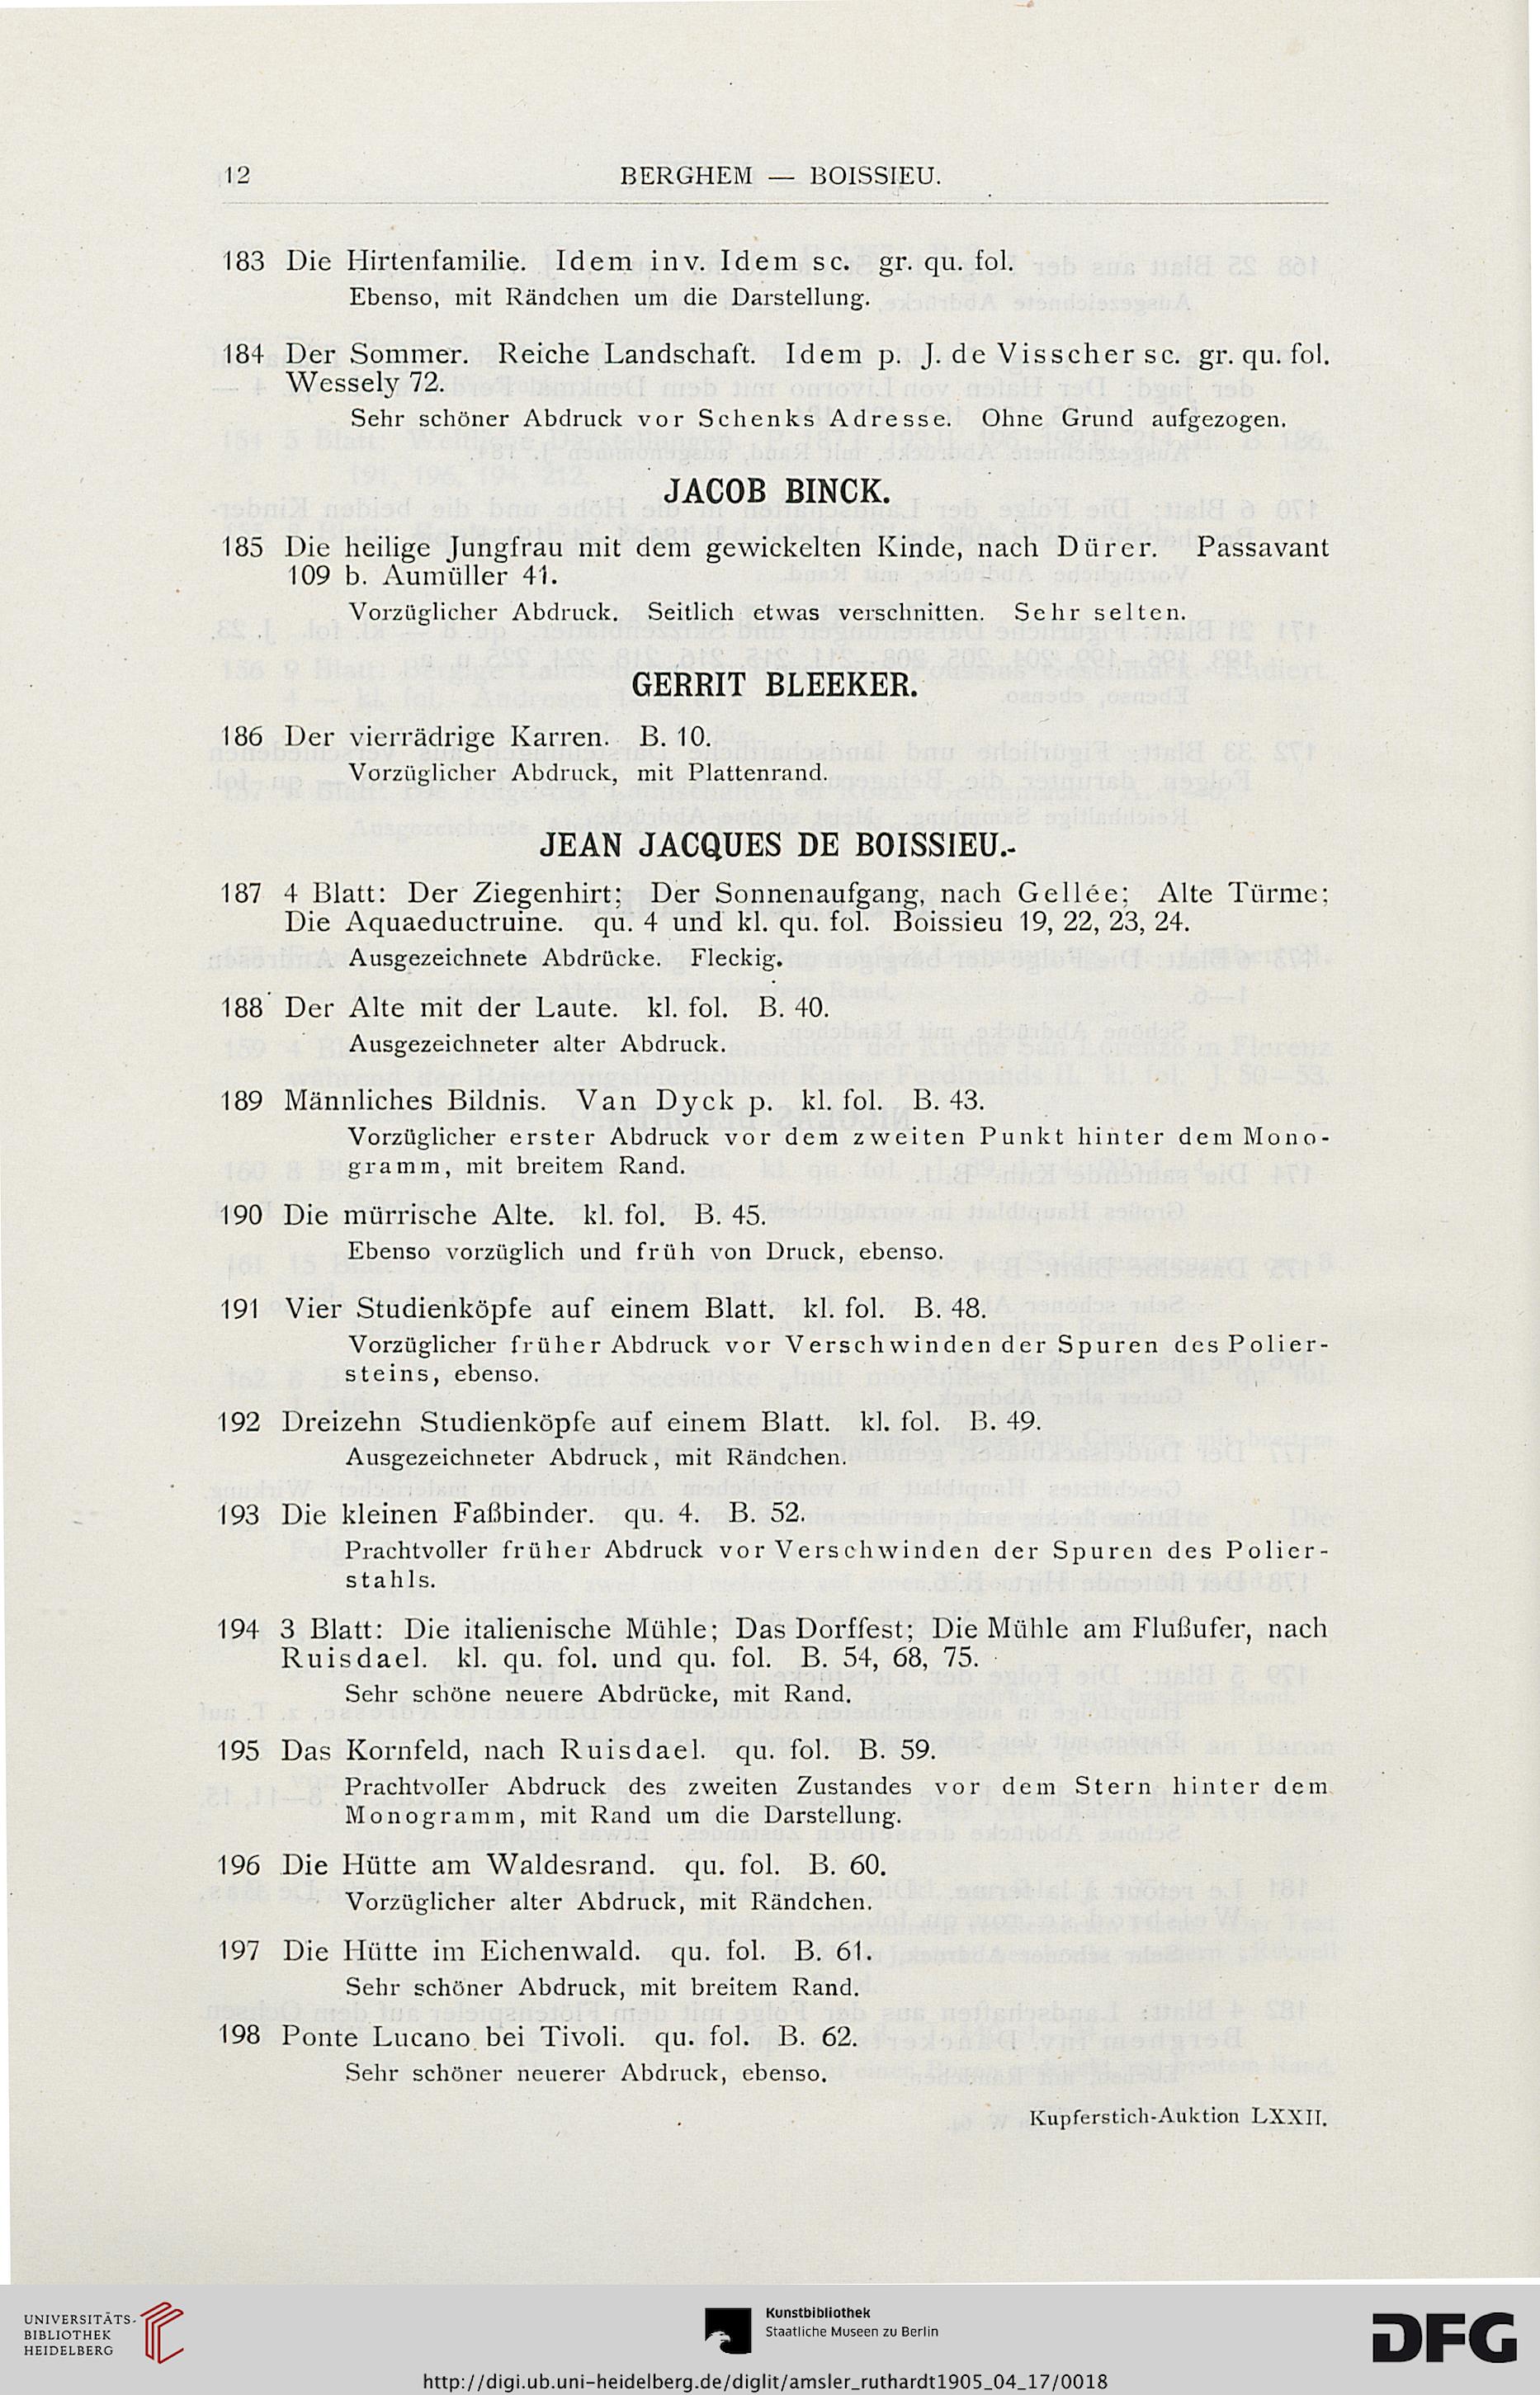 12
BERGHEM — BOISSIEU.
183 Die Hirtenfamilie. Idem inv. Idem sc. gr. qu. fol.
Ebenso, mit Rändchen um die Darstellung.
184 Der Sommer. Reiche Landschaft. Idem p. J. de Visscher sc. gr. qu. fol.
Wessely 72.
Sehr schöner Abdruck vor Schenks Adresse. Ohne Grund aufgezogen.
JACOB BINCK.
185 Die heilige Jungfrau mit dem gewickelten Kinde, nach Dürer. Passavant
109 b. Aumüller 41.
Vorzüglicher Abdruck. Seitlich etwas verschnitten. Sehr selten.
GERRIT BLEEKER.
186 Der vierrädrige Karren. B. 10.
Vorzüglicher Abdruck, mit Plattenrand.
JEAN JACQUES DE BOISSIEU.
187 4 Blatt: Der Ziegenhirt; Der Sonnenaufgang, nach Gellée; Alte Türme;
Die Aquaeductruine. qu. 4 und kl. qu. fol. Boissieu 19, 22, 23, 24.
Ausgezeichnete Abdrücke. Fleckig.
188 Der Alte mit der Laute. kl. fol. B. 40.
Ausgezeichneter alter Abdruck.
189 Männliches Bildnis. Van Dyck p. kl. fol. B. 43.
Vorzüglicher erster Abdruck vor dem zweiten Punkt hinter dem Mono-
gramm, mit breitem Rand.
190 Die mürrische Alte. kl. fol. B. 45.
Ebenso vorzüglich und früh von Druck, ebenso.
191 Vier Studienköpfe auf einem Blatt. kl. fol. B. 48.
Vorzüglicher früher Abdruck vor Verschwinden der Spuren des Polier-
steins, ebenso.
192 Dreizehn Studienköpfe auf einem Blatt. kl. fol. B. 49.
Ausgezeichneter Abdruck, mit Rändchen.
193 Die kleinen Faßbinder. qu. 4. B. 52.
Prachtvoller früher Abdruck vor Verschwinden der Spuren des Polier-
stahls.
194 3 Blatt: Die italienische Mühle; Das Dorffest; Die Mühle am Flußufer, nach
Ruisdael. kl. qu. fol. und qu. fol. B. 54, 68, 75.
Sehr schöne neuere Abdrücke, mit Rand.
195 Das Kornfeld, nach Ruisdael. qu. fol. B. 59.
Prachtvoller Abdruck des zweiten Zustandes vor dem Stern hinter dem
Monogramm, mit Rand um die Darstellung.
196 Die Hütte am Waldesrand. qu. fol. B. 60.
Vorzüglicher alter Abdruck, mit Rändchen.
197 Die Hütte im Eichenwald. qu. fol. B. 61.
Sehr schöner Abdruck, mit breitem Rand.
198 Ponte Lucano bei Tivoli. qu. fol. B. 62.
Sehr schöner neuerer Abdruck, ebenso.
Kupferstich-Auktion LXXII.
UNIVERSITÄTS-
BIBLIOTHEK
HEIDELBERG
Kunstbibliothek
Staatliche Museen zu Berlin
DFG
http://digi.ub.uni-heidelberg.de/diglit/amsler_ruthardt1905_04_17/0018